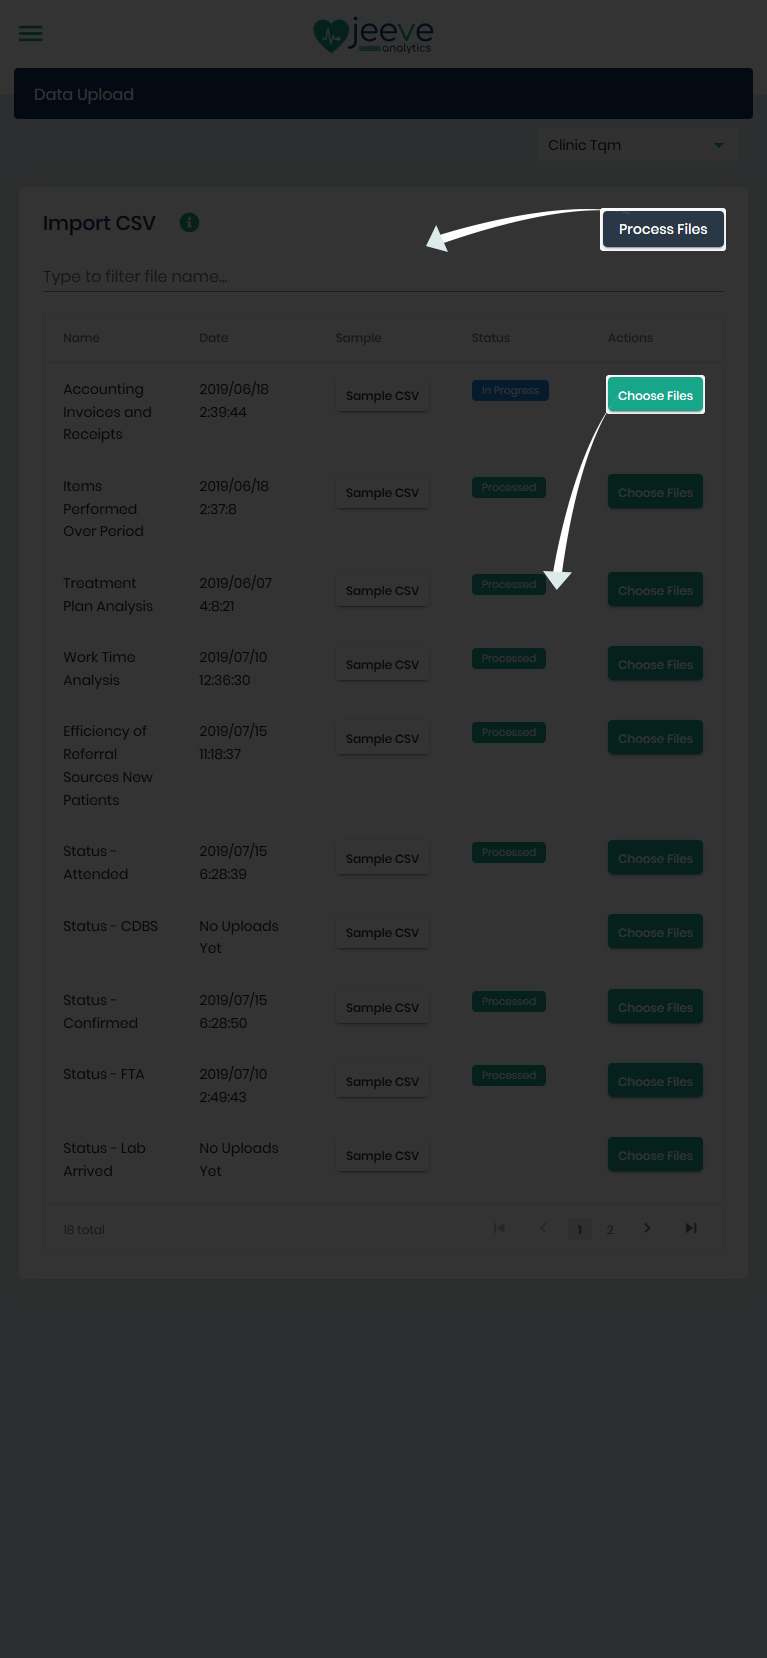 jeeve
analytics
Data Upload
Clinic Tqm
Import CSV
Process Files
Type to filter file name...
Name Date Sample Status Actions
Accounting 2019/06/18 Sample CSV In Progress Choose Files
Invoices and 2:39:44
Receipts
Items 2019/06/18 Sample CSV Processed Choose Files
Performed 2:37:8
Over Period
Treatment 2019/06/07 Sample CSV Processed Choose Files
Plan Analysis 4:8:21
Work Time 2019/07/10 Sample CSV Processed Choose Files
Analysis 12:36:30
Efficiency of 2019/07/15 Sample CSV Processed Choose Files
Referral 11:18:37
Sources New
Patients
Status - 2019/07/15 Sample CSV Processed Choose Files
Attended 6:28:39
Status - CDBS No Uploads Sample CSV Choose Files
Yet
Status - 2019/07/15 Sample CSV Processed Choose Files
Confirmed 6:28:50
Status - FTA 2019/07/10 Sample CSV Processed Choose Files
2:49:43
Status - Lab No Uploads Sample CSV Choose Files
Arrived Yet
18 total 1 2